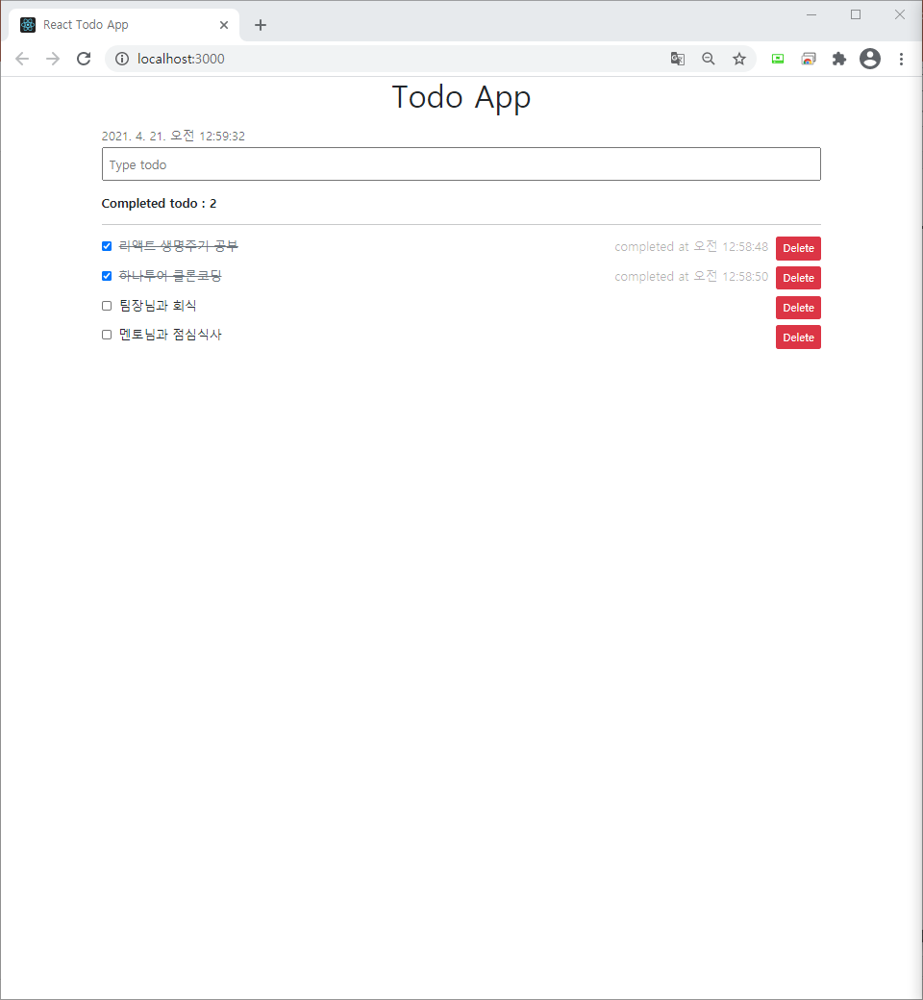 React Todo App
localhost:3000
Todo App
2021. 4. 21. 오전 12:59:32
Type todo
Completed todo : 2
리액트 생명주기 공부 completed at 오전 12:58:48 Delete
하나투어 클론코딩 completed at 오전 12:58:50 Delete
팀장님과 회식 Delete
멘토님과 점심식사 Delete